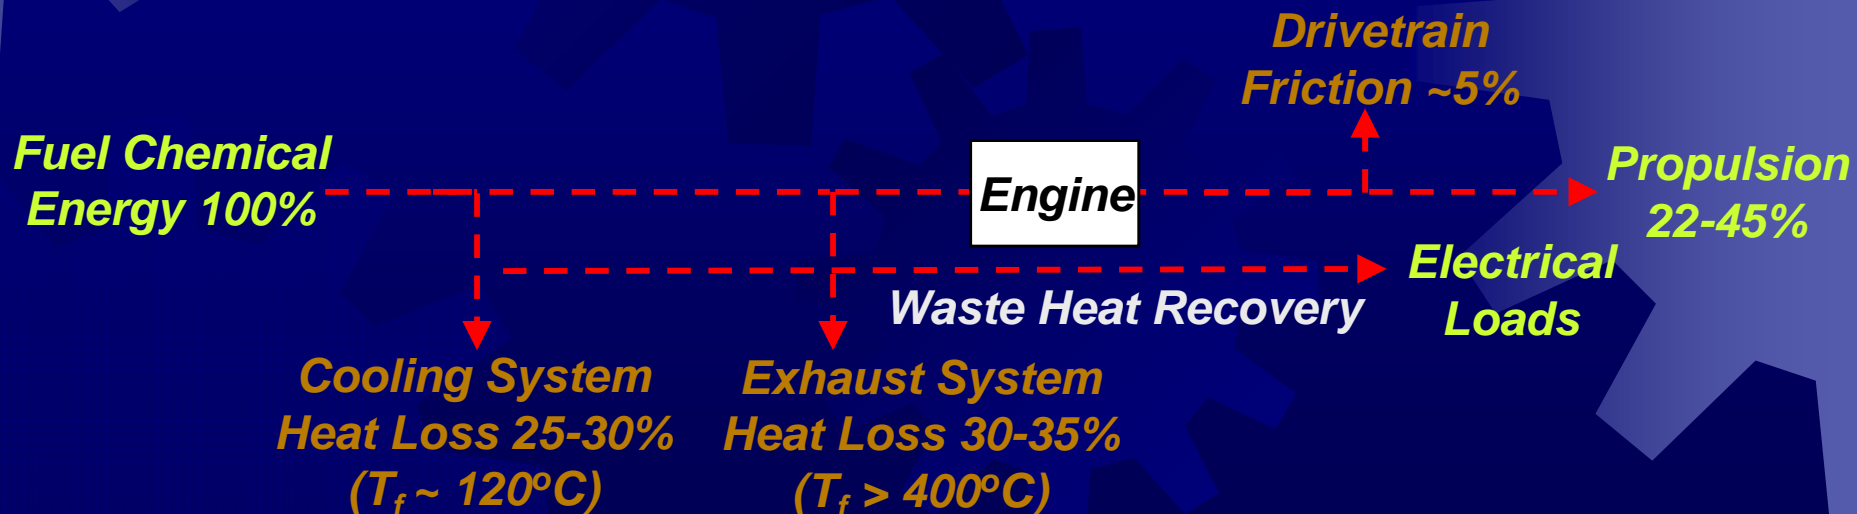 Drivetrain
Friction ~5%
Fuel Chemical
Energy 100%
Engine
Propulsion
22-45%
Electrical
Loads
Waste Heat Recovery
Cooling System
Heat Loss 25-30%
(Tf ~ 120ºC)
Exhaust System
Heat Loss 30-35%
(Tf > 400ºC)